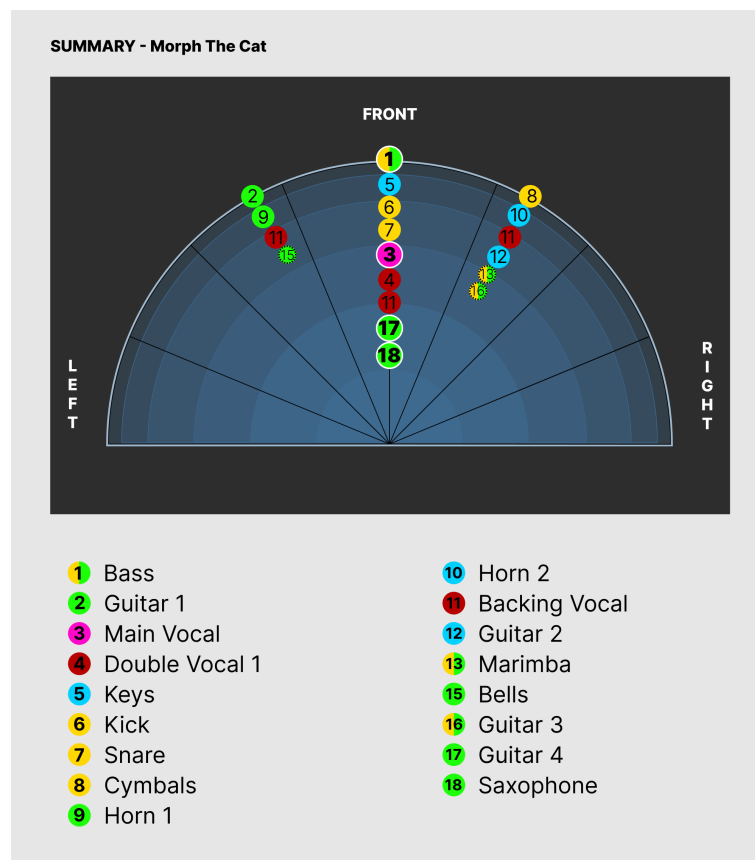 SUMMARY - Morph The Cat
FRONT
1
2
5
8
9
6
10
11
7
11
15
3
12
13
4
16
11
17
18
LEFT
RIGHT
1 Bass
2 Guitar 1
3 Main Vocal
4 Double Vocal 1
5 Keys
6 Kick
7 Snare
8 Cymbals
9 Horn 1
10 Horn 2
11 Backing Vocal
12 Guitar 2
13 Marimba
15 Bells
16 Guitar 3
17 Guitar 4
18 Saxophone